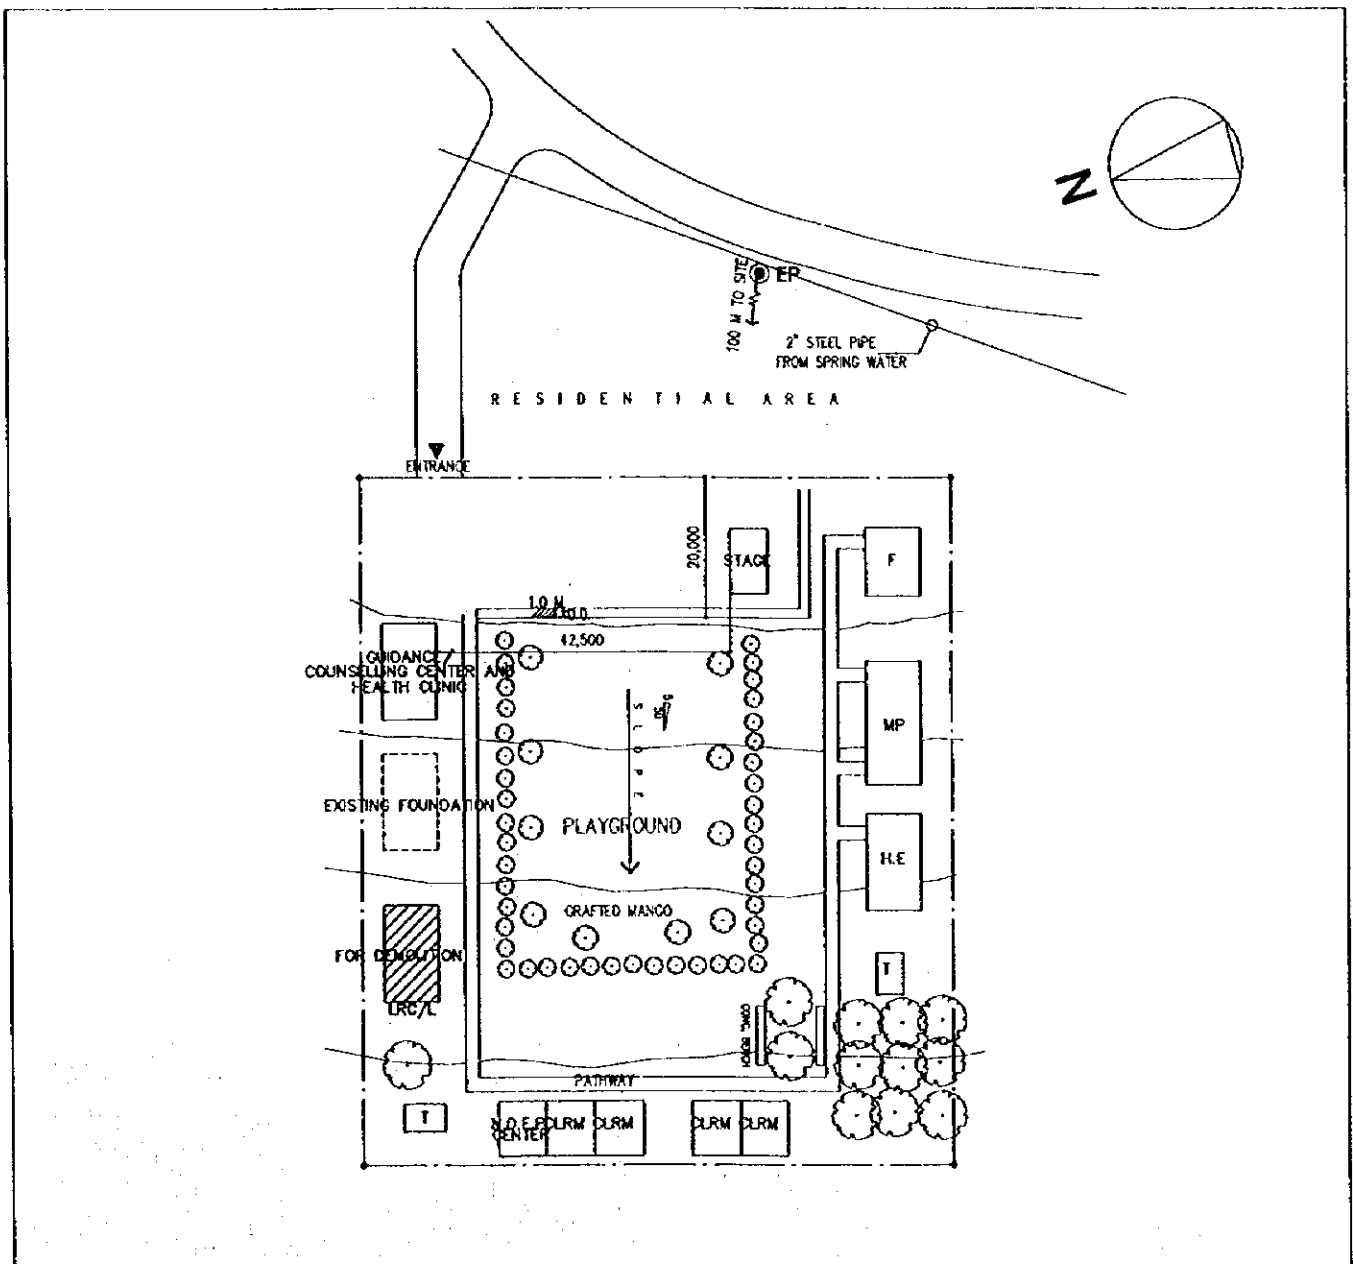 N
EP
100 M TO SITE
2" STEEL PIPE
FROM SPRING WATER
RESIDENTIAL AREA
ENTRANCE
20,000
STAGE
F
1.0 M
42,500
GUIDANCE/
COUNSELLING CENTER AND
HEALTH CLINIC
SLOPE
MP
EXISTING FOUNDATION
PLAYGROUND
H.E
GRAFTED MANGO
FOR DEMOLITION
T
LRC/L
CONC. BENCH
PATHWAY
T
CENTER
CLRM
CLRM
CLRM
CLRM